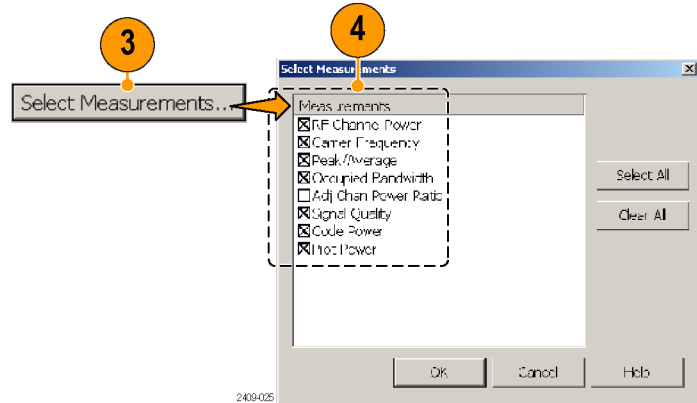 3
4
Select Measurements...
Select Measurements
Measurements
RF Channel Power
Carrier Frequency
Peak/Average
Occupied Bandwidth
Adj Chan Power Ratio
Signal Quality
Code Power
Pilot Power
Select All
Clear All
OK
Cancel
Help
2409-025